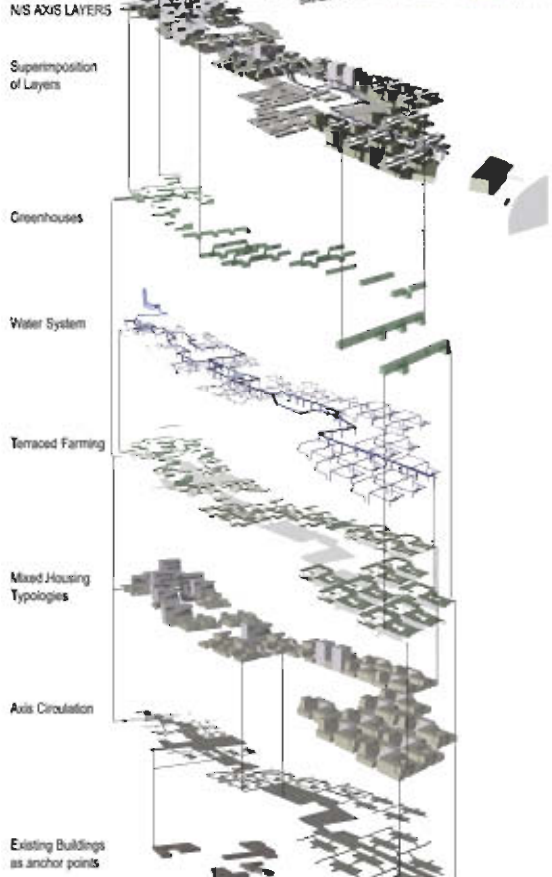 N/S AXIS LAYERS
Superimposition
of Layers
Greenhouses
Water System
Terraced Farming
Mixed Housing
Typologies
Axis Circulation
Existing Buildings
as anchor points